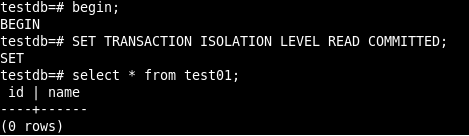 testdb=# begin;
BEGIN
testdb=# SET TRANSACTION ISOLATION LEVEL READ COMMITTED;
SET
testdb=# select * from test01;
 id | name
----+------
(0 rows)